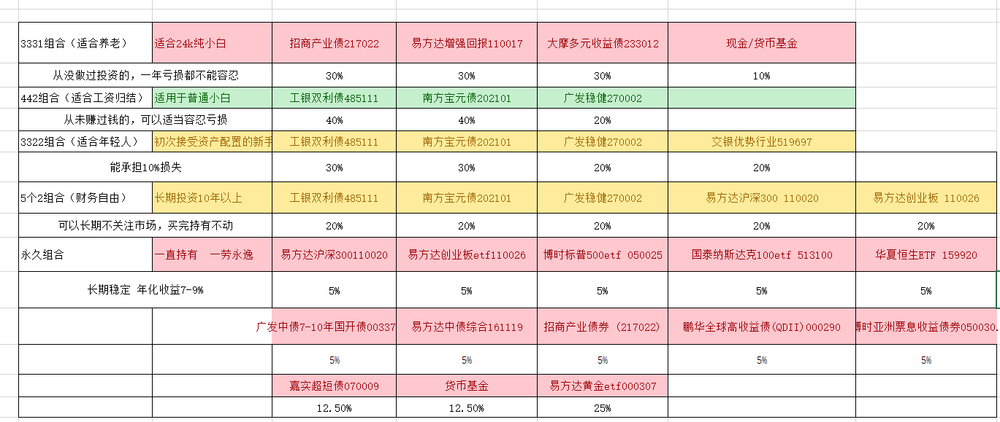 3331组合（适合养老） 适合24k纯小白 招商产业债217022 易方达增强回报110017 大摩多元收益债233012 现金/货币基金
从没做过投资的，一年亏损都不能容忍 30% 30% 30% 10%
442组合（适合工资归结） 适用于普通小白 工银双利债485111 南方宝元债202101 广发稳健270002
从未赚过钱的，可以适当容忍亏损 40% 40% 20%
3322组合（适合年轻人） 初次接受资产配置的新手 工银双利债485111 南方宝元债202101 广发稳健270002 交银优势行业519697
能承担10%损失 30% 30% 20% 20%
5个2组合（财务自由） 长期投资10年以上 工银双利债485111 南方宝元债202101 广发稳健270002 易方达沪深300 110020 易方达创业板 110026
可以长期不关注市场，买完持有不动 20% 20% 20% 20% 20%
永久组合 一直持有 一劳永逸 易方达沪深300110020 易方达创业板etf110026 博时标普500etf 050025 国泰纳斯达克100etf 513100 华夏恒生ETF 159920
长期稳定 年化收益7-9% 5% 5% 5% 5% 5%
广发中债7-10年国开债00337 易方达中债综合161119 招商产业债券（217022） 鹏华全球高收益债(QDII)000290 博时亚洲票息收益债券050030
5% 5% 5% 5% 5%
嘉实超短债070009 货币基金 易方达黄金etf000307
12.50% 12.50% 25%